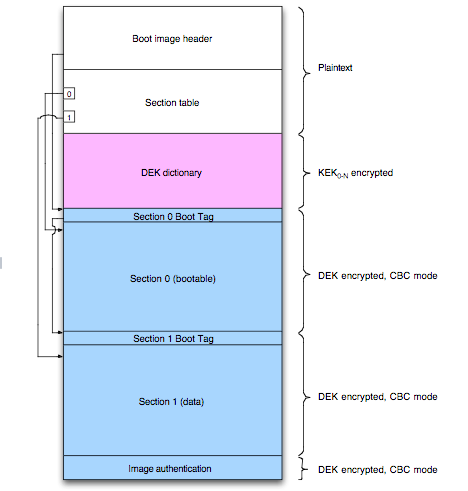 Boot image header
Plaintext
0
Section table
1
DEK dictionary
KEK0-N encrypted
Section 0 Boot Tag
Section 0 (bootable)
DEK encrypted, CBC mode
Section 1 Boot Tag
Section 1 (data)
DEK encrypted, CBC mode
Image authentication
DEK encrypted, CBC mode